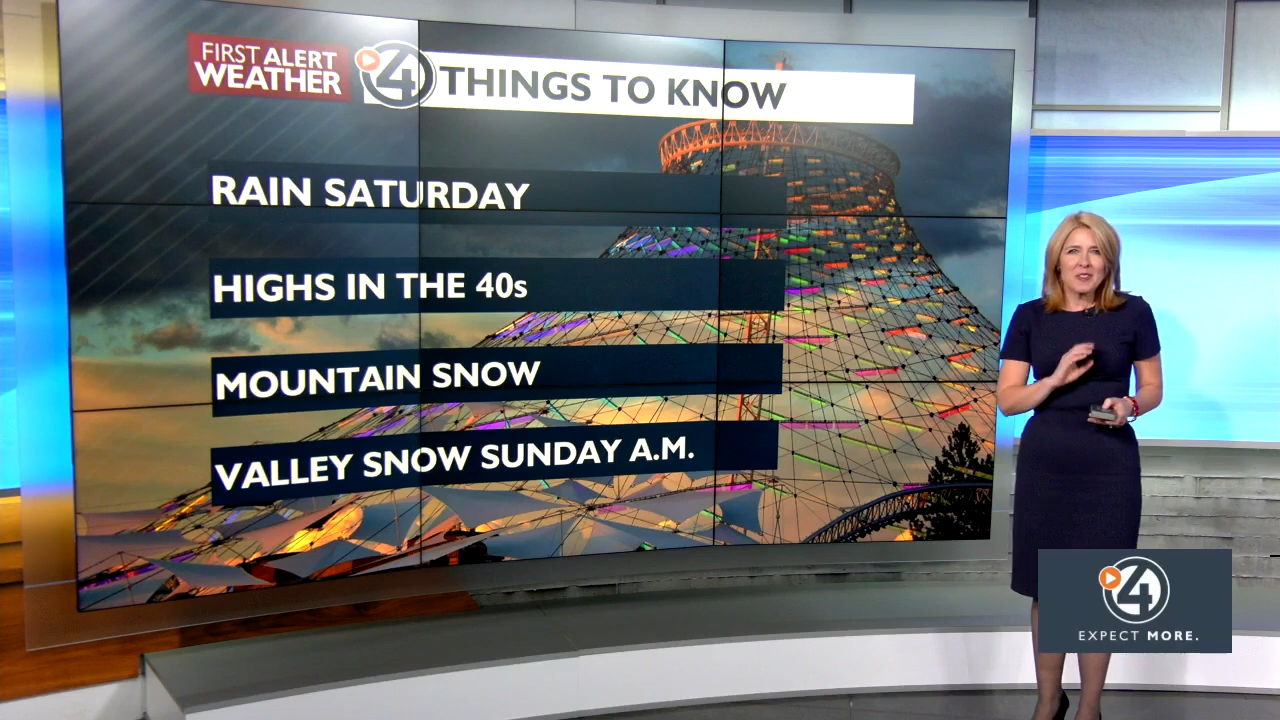 FIRST ALERT
WEATHER
4 THINGS TO KNOW
RAIN SATURDAY
HIGHS IN THE 40s
MOUNTAIN SNOW
VALLEY SNOW SUNDAY A.M.
4
EXPECT MORE.